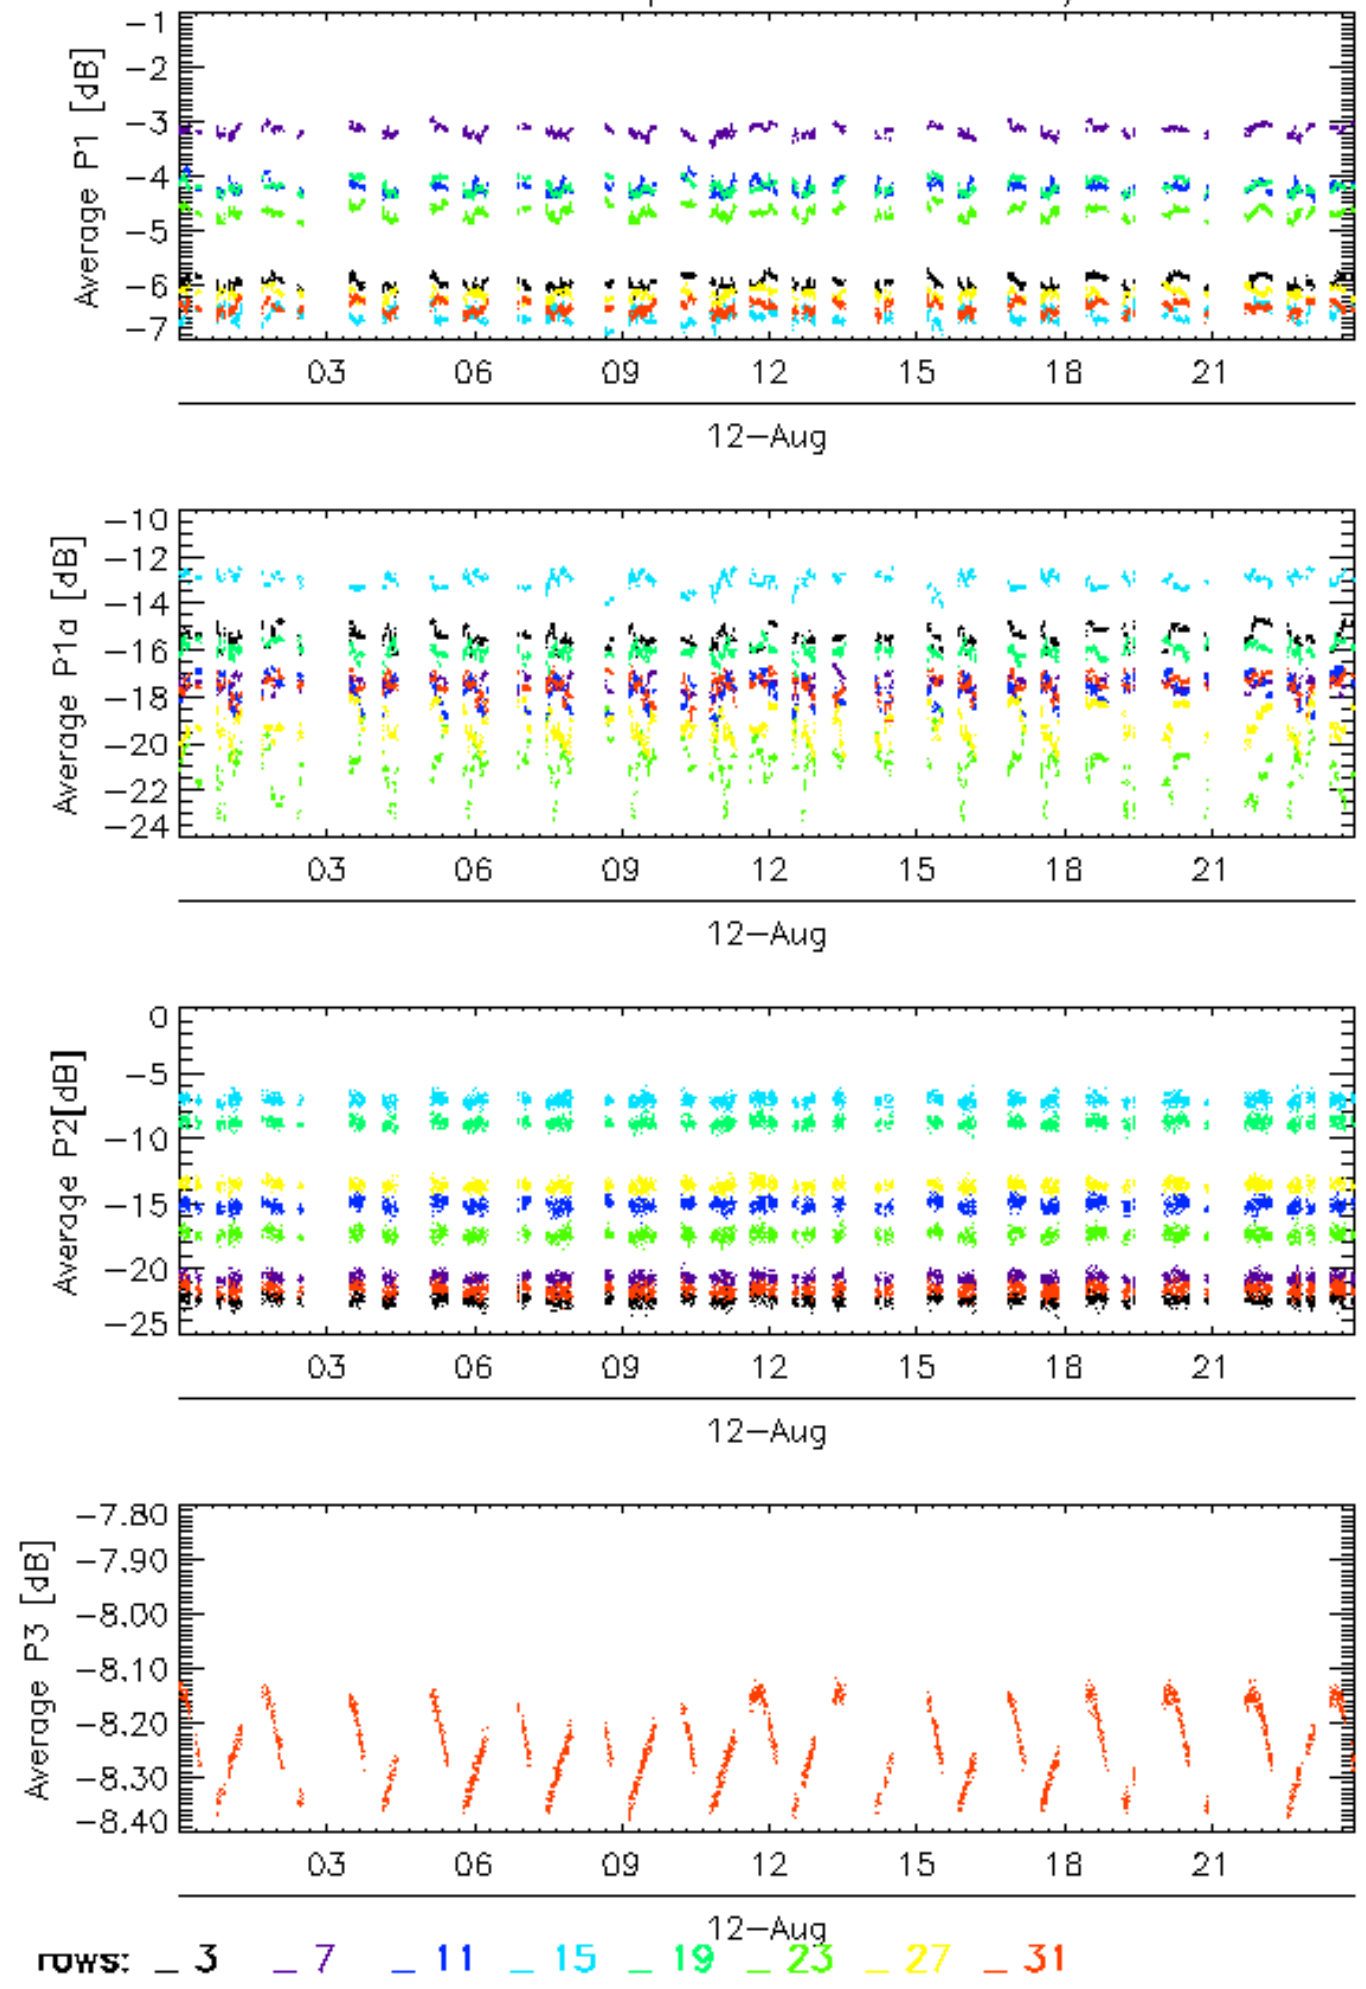 Average P1 [dB]
-1
-2
-3
-4
-5
-6
-7
03 06 09 12 15 18 21
12-Aug
Average P1a [dB]
-10
-12
-14
-16
-18
-20
-22
-24
03 06 09 12 15 18 21
12-Aug
Average P2[dB]
0
-5
-10
-15
-20
-25
03 06 09 12 15 18 21
12-Aug
Average P3 [dB]
-7.80
-7.90
-8.00
-8.10
-8.20
-8.30
-8.40
03 06 09 12 15 18 21
12-Aug
rows: _ 3 _ 7 _ 11 _ 15 _ 19 _ 23 _ 27 _ 31